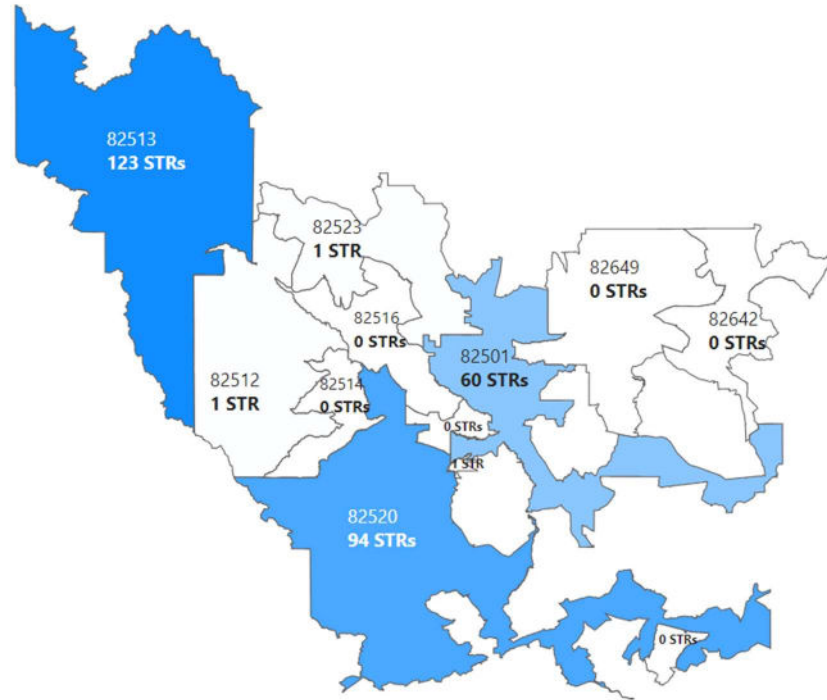 82513
123 STRs
82523
1 STR
82649
0 STRs
82516
0 STRs
82642
0 STRs
82501
60 STRs
82512
1 STR
82514
0 STRs
0 STRs
1 STR
82520
94 STRs
0 STRs